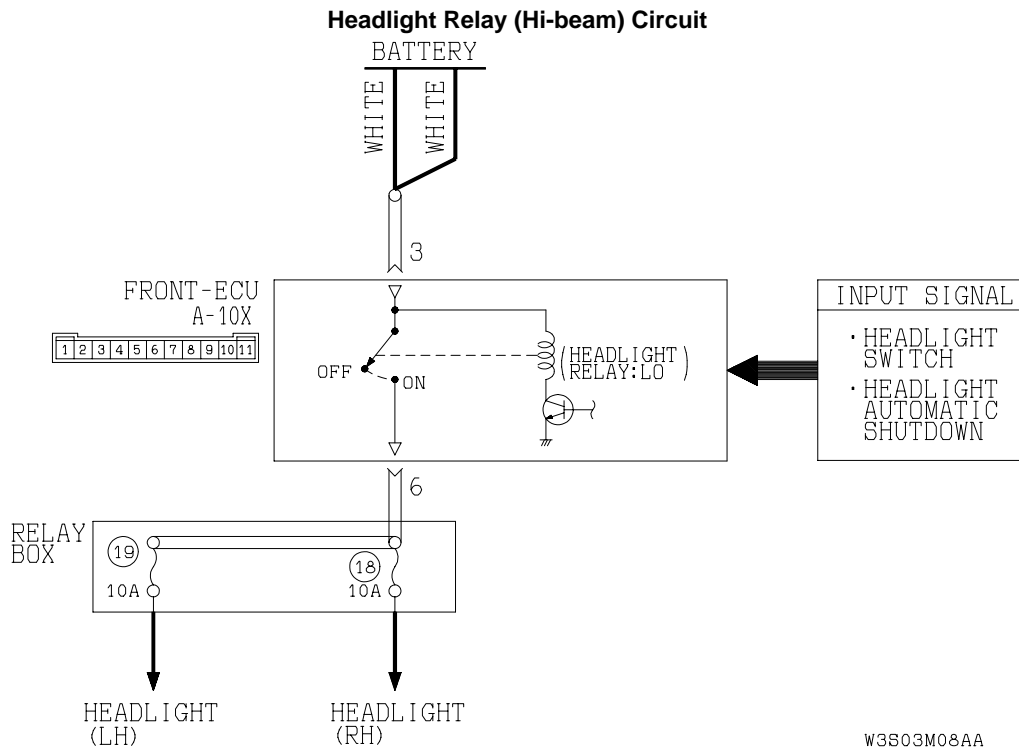 Headlight Relay (Hi-beam) Circuit
BATTERY
WHITE
WHITE
3
FRONT-ECU
A-10X
1 2 3 4 5 6 7 8 9 10 11
OFF
ON
(HEADLIGHT
RELAY:LO)
INPUT SIGNAL
·HEADLIGHT
SWITCH
·HEADLIGHT
AUTOMATIC
SHUTDOWN
6
RELAY
BOX
19
10A
18
10A
HEADLIGHT
(LH)
HEADLIGHT
(RH)
W3S03M08AA